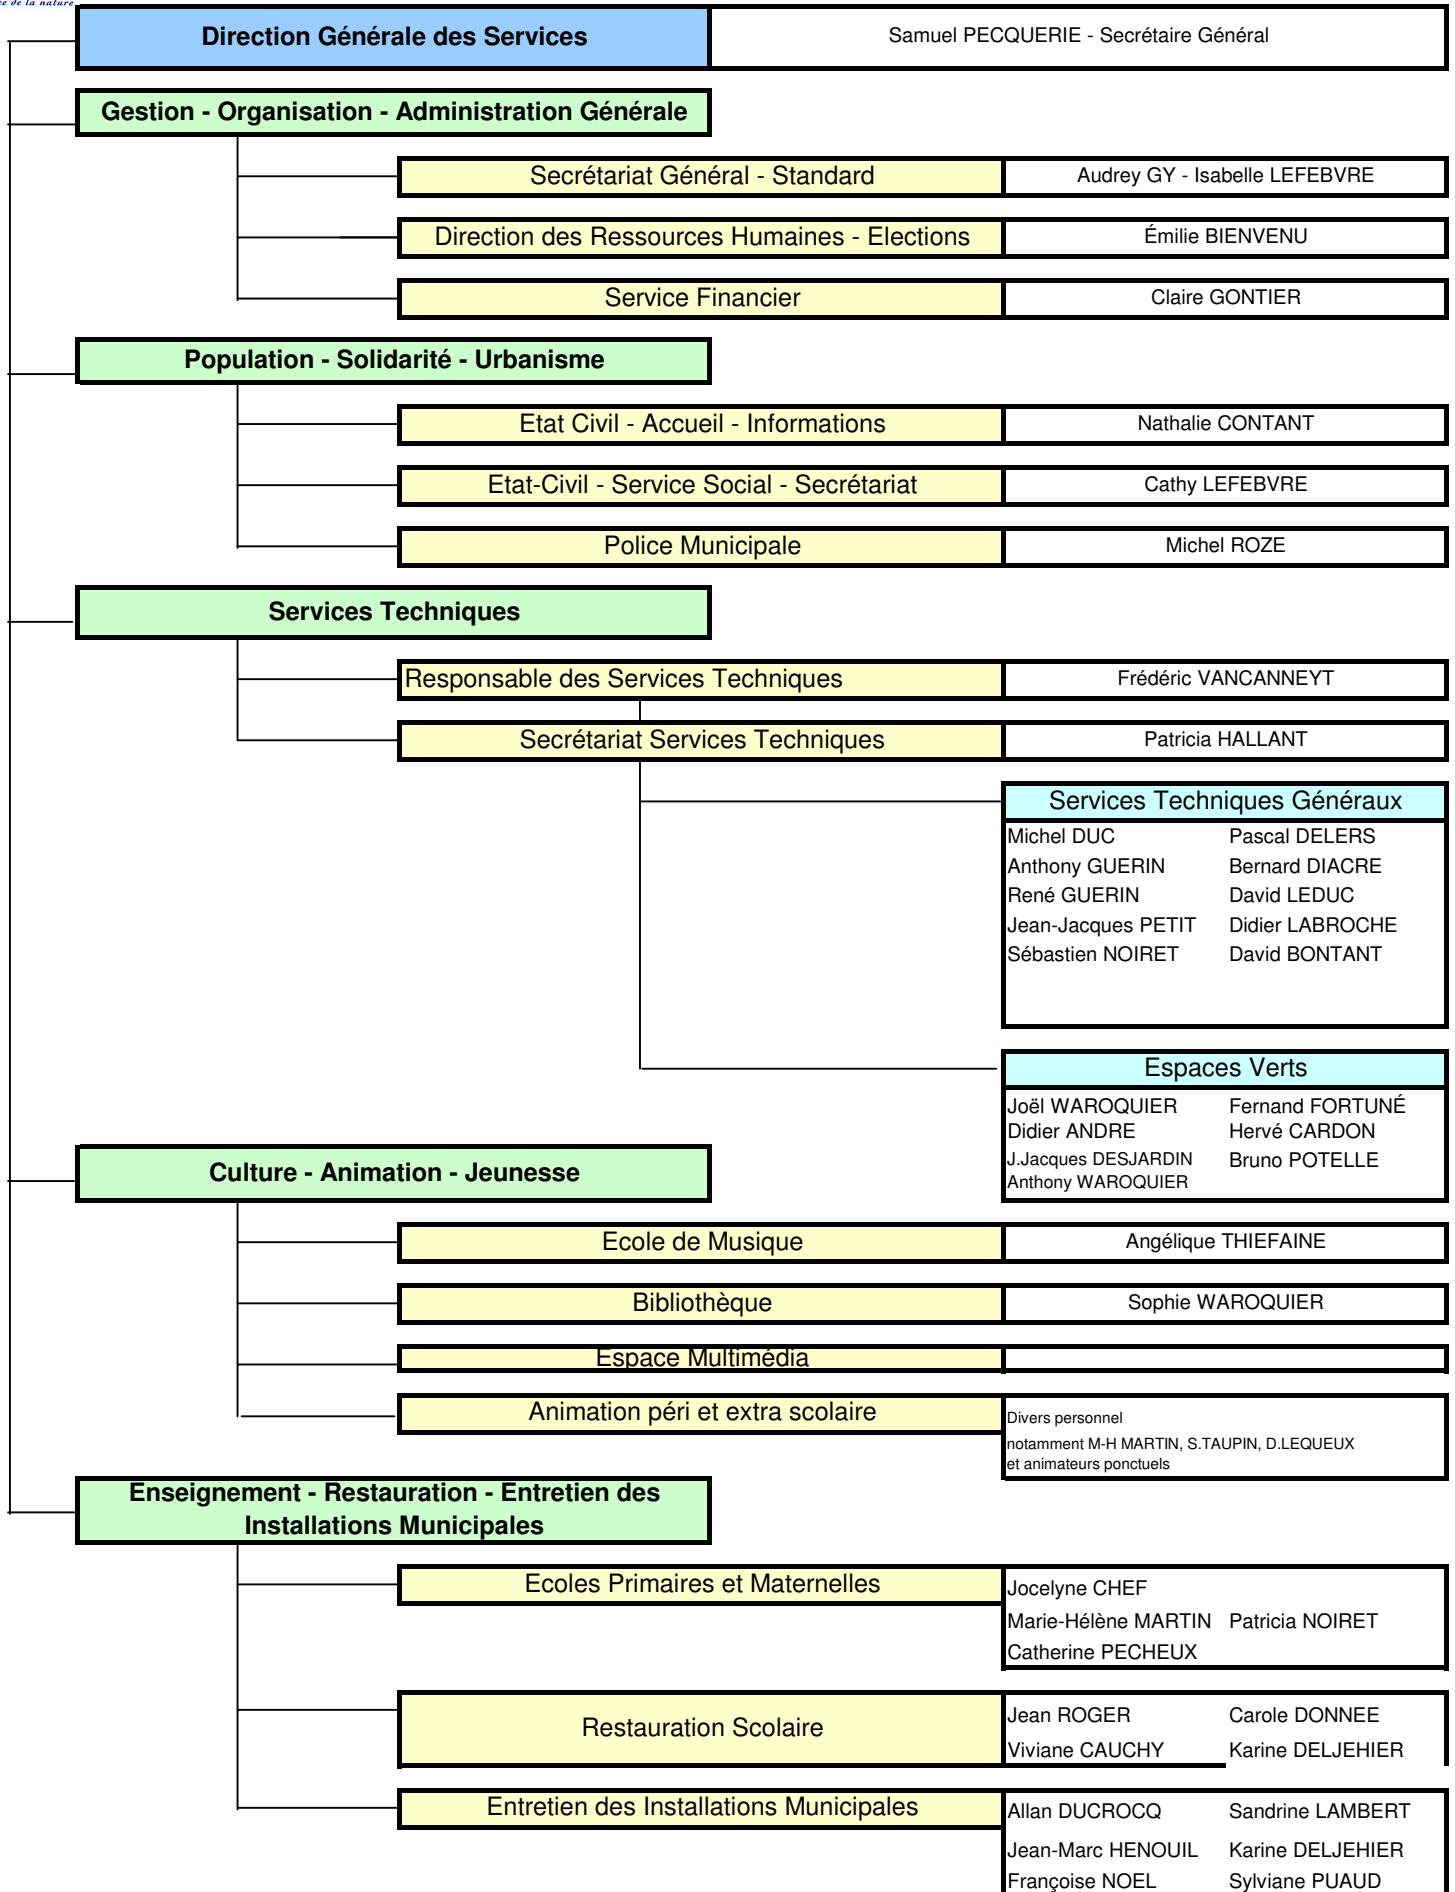 ce de la nature
Direction Générale des Services
Samuel PECQUERIE - Secrétaire Général
Gestion - Organisation - Administration Générale
Secrétariat Général - Standard
Audrey GY - Isabelle LEFEBVRE
Direction des Ressources Humaines - Elections
Émilie BIENVENU
Service Financier
Claire GONTIER
Population - Solidarité - Urbanisme
Etat Civil - Accueil - Informations
Nathalie CONTANT
Etat-Civil - Service Social - Secrétariat
Cathy LEFEBVRE
Police Municipale
Michel ROZE
Services Techniques
Responsable des Services Techniques
Frédéric VANCANNEYT
Secrétariat Services Techniques
Patricia HALLANT
Services Techniques Généraux
Michel DUC Pascal DELERS
Anthony GUERIN Bernard DIACRE
René GUERIN David LEDUC
Jean-Jacques PETIT Didier LABROCHE
Sébastien NOIRET David BONTANT
Espaces Verts
Joël WAROQUIER Fernand FORTUNÉ
Didier ANDRE Hervé CARDON
J.Jacques DESJARDIN Bruno POTELLE
Anthony WAROQUIER
Culture - Animation - Jeunesse
Ecole de Musique
Angélique THIEFAINE
Bibliothèque
Sophie WAROQUIER
Espace Multimédia
Animation péri et extra scolaire
Divers personnel
notamment M-H MARTIN, S.TAUPIN, D.LEQUEUX
et animateurs ponctuels
Enseignement - Restauration - Entretien des
Installations Municipales
Ecoles Primaires et Maternelles
Jocelyne CHEF
Marie-Hélène MARTIN Patricia NOIRET
Catherine PECHEUX
Restauration Scolaire
Jean ROGER Carole DONNEE
Viviane CAUCHY Karine DELJEHIER
Entretien des Installations Municipales
Allan DUCROCQ Sandrine LAMBERT
Jean-Marc HENOUIL Karine DELJEHIER
Françoise NOEL Sylviane PUAUD